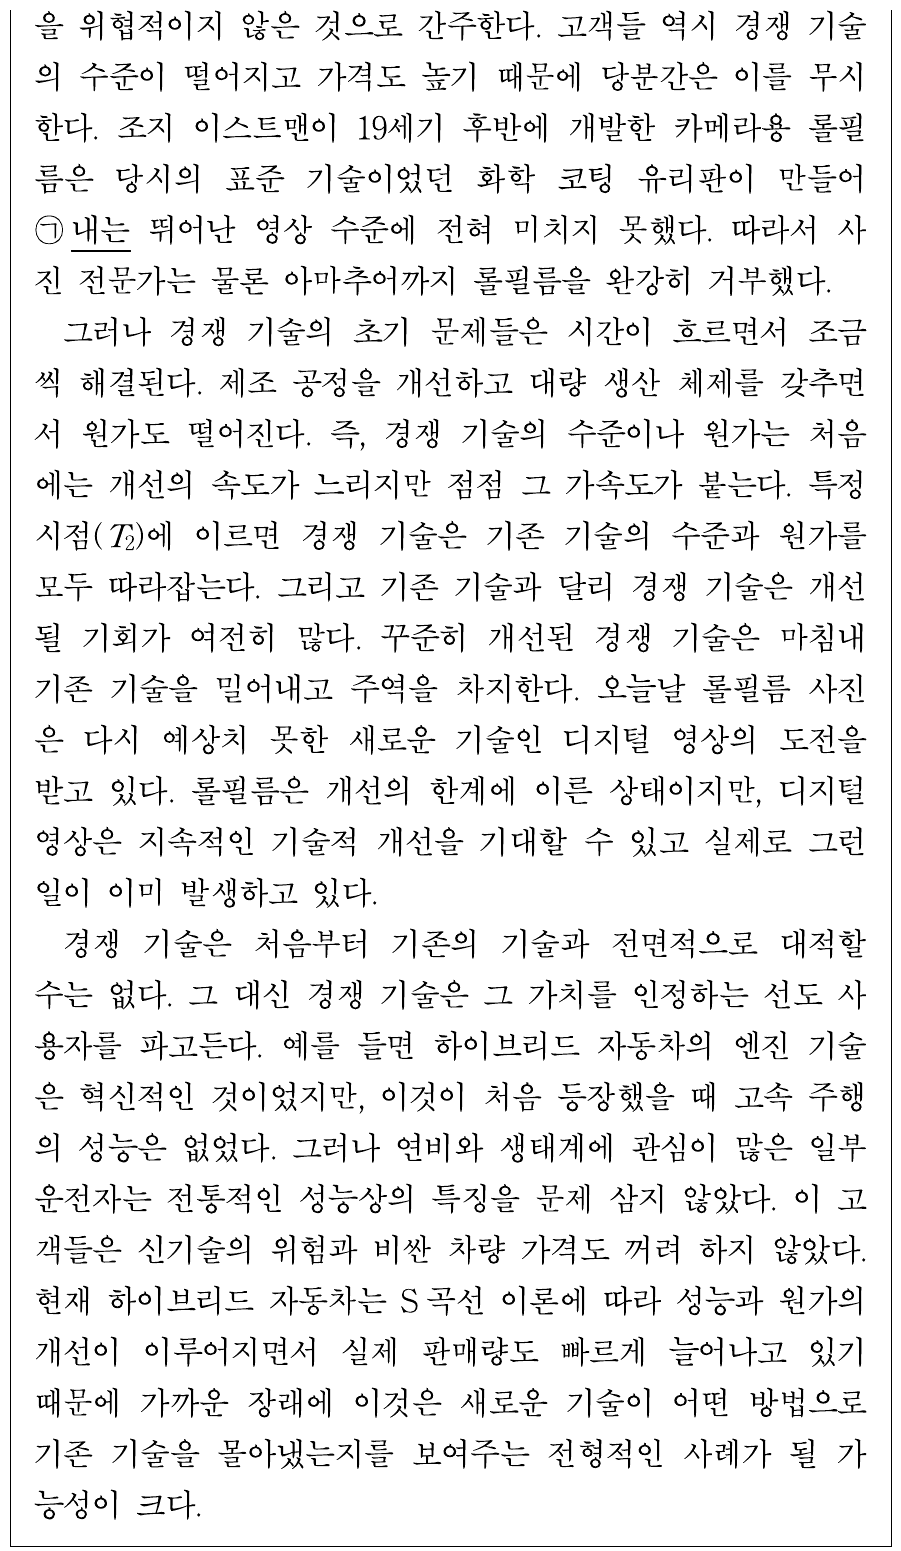 을 위협적이지 않은 것으로 간주한다. 고객들 역시 경쟁 기술
의 수준이 떨어지고 가격도 높기 때문에 당분간은 이를 무시
한다. 조지 이스트맨이 19세기 후반에 개발한 카메라용 롤필
름은 당시의 표준 기술이었던 화학 코팅 유리판이 만들어
㉠내는 뛰어난 영상 수준에 전혀 미치지 못했다. 따라서 사
진 전문가는 물론 아마추어까지 롤필름을 완강히 거부했다.
그러나 경쟁 기술의 초기 문제들은 시간이 흐르면서 조금
씩 해결된다. 제조 공정을 개선하고 대량 생산 체제를 갖추면
서 원가도 떨어진다. 즉, 경쟁 기술의 수준이나 원가는 처음
에는 개선의 속도가 느리지만 점점 그 가속도가 붙는다. 특정
시점(T₂)에 이르면 경쟁 기술은 기존 기술의 수준과 원가를
모두 따라잡는다. 그리고 기존 기술과 달리 경쟁 기술은 개선
될 기회가 여전히 많다. 꾸준히 개선된 경쟁 기술은 마침내
기존 기술을 밀어내고 주역을 차지한다. 오늘날 롤필름 사진
은 다시 예상치 못한 새로운 기술인 디지털 영상의 도전을
받고 있다. 롤필름은 개선의 한계에 이른 상태이지만, 디지털
영상은 지속적인 기술적 개선을 기대할 수 있고 실제로 그런
일이 이미 발생하고 있다.
경쟁 기술은 처음부터 기존의 기술과 전면적으로 대적할
수는 없다. 그 대신 경쟁 기술은 그 가치를 인정하는 선도 사
용자를 파고든다. 예를 들면 하이브리드 자동차의 엔진 기술
은 혁신적인 것이었지만, 이것이 처음 등장했을 때 고속 주행
의 성능은 없었다. 그러나 연비와 생태계에 관심이 많은 일부
운전자는 전통적인 성능상의 특징을 문제 삼지 않았다. 이 고
객들은 신기술의 위험과 비싼 차량 가격도 꺼려 하지 않았다.
현재 하이브리드 자동차는 S곡선 이론에 따라 성능과 원가의
개선이 이루어지면서 실제 판매량도 빠르게 늘어나고 있기
때문에 가까운 장래에 이것은 새로운 기술이 어떤 방법으로
기존 기술을 몰아냈는지를 보여주는 전형적인 사례가 될 가
능성이 크다.